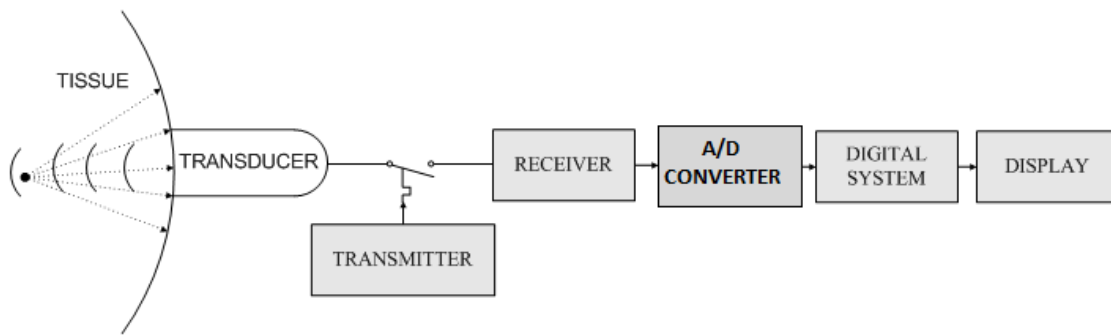 TISSUE
TRANSDUCER
TRANSMITTER
RECEIVER
A/D
CONVERTER
DIGITAL
SYSTEM
DISPLAY